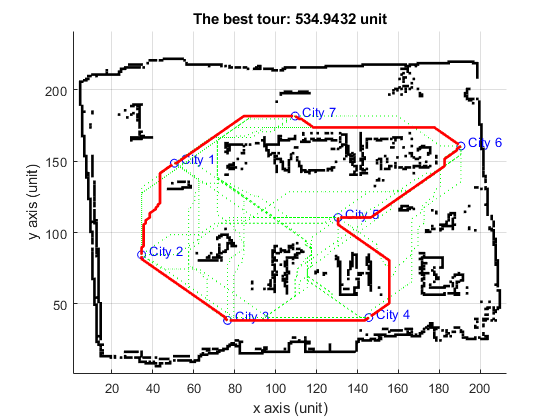 The best tour: 534.9432 unit
y axis (unit)
200
150
100
50
City 7
City 6
City 1
City 5
City 2
City 3
City 4
20 40 60 80 100 120 140 160 180 200
x axis (unit)